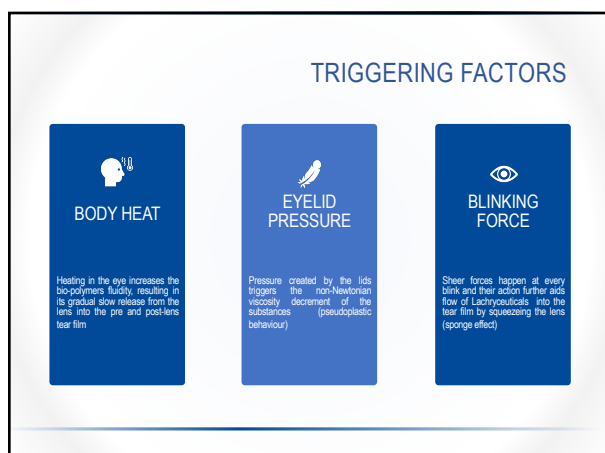 TRIGGERING FACTORS
BODY HEAT
Heating in the eye increases the
bio-polymers fluidity, resulting in
its gradual slow release from the
lens into the pre and post-lens
tear film
EYELID
PRESSURE
Pressure created by the lids
triggers the non-Newtonian
viscosity decrement of the
substances (pseudoplastic
behaviour)
BLINKING
FORCE
Sheer forces happen at every
blink and their action further aids
flow of Lachryceuticals into the
tear film by squeezeing the lens
(sponge effect)